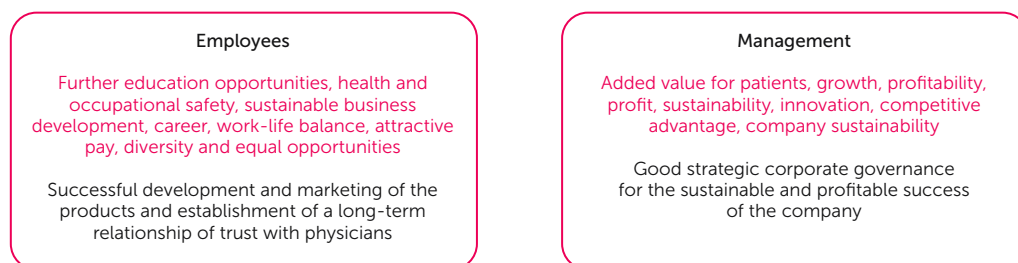 Employees
Further education opportunities, health and
occupational safety, sustainable business
development, career, work-life balance, attractive
pay, diversity and equal opportunities
Successful development and marketing of the
products and establishment of a long-term
relationship of trust with physicians
Management
Added value for patients, growth, profitability,
profit, sustainability, innovation, competitive
advantage, company sustainability
Good strategic corporate governance
for the sustainable and profitable success
of the company